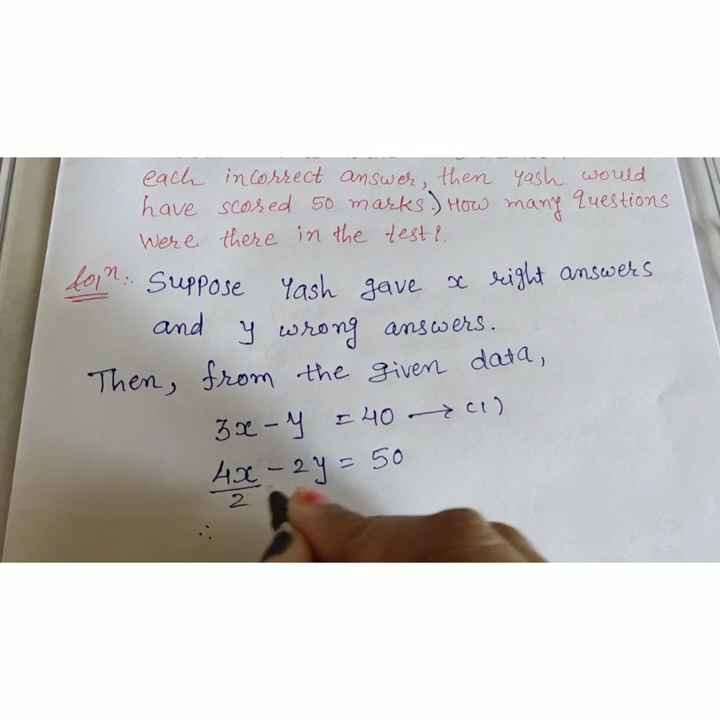 each incorrect answer, then Yash would
have scored 50 marks.) How many Questions
were there in the test?
Solⁿ:. Suppose Yash gave x right answers
and y wrong answers.
Then, from the given data,
3x - y = 40 → (1)
4x/2 - 2y = 50
∴